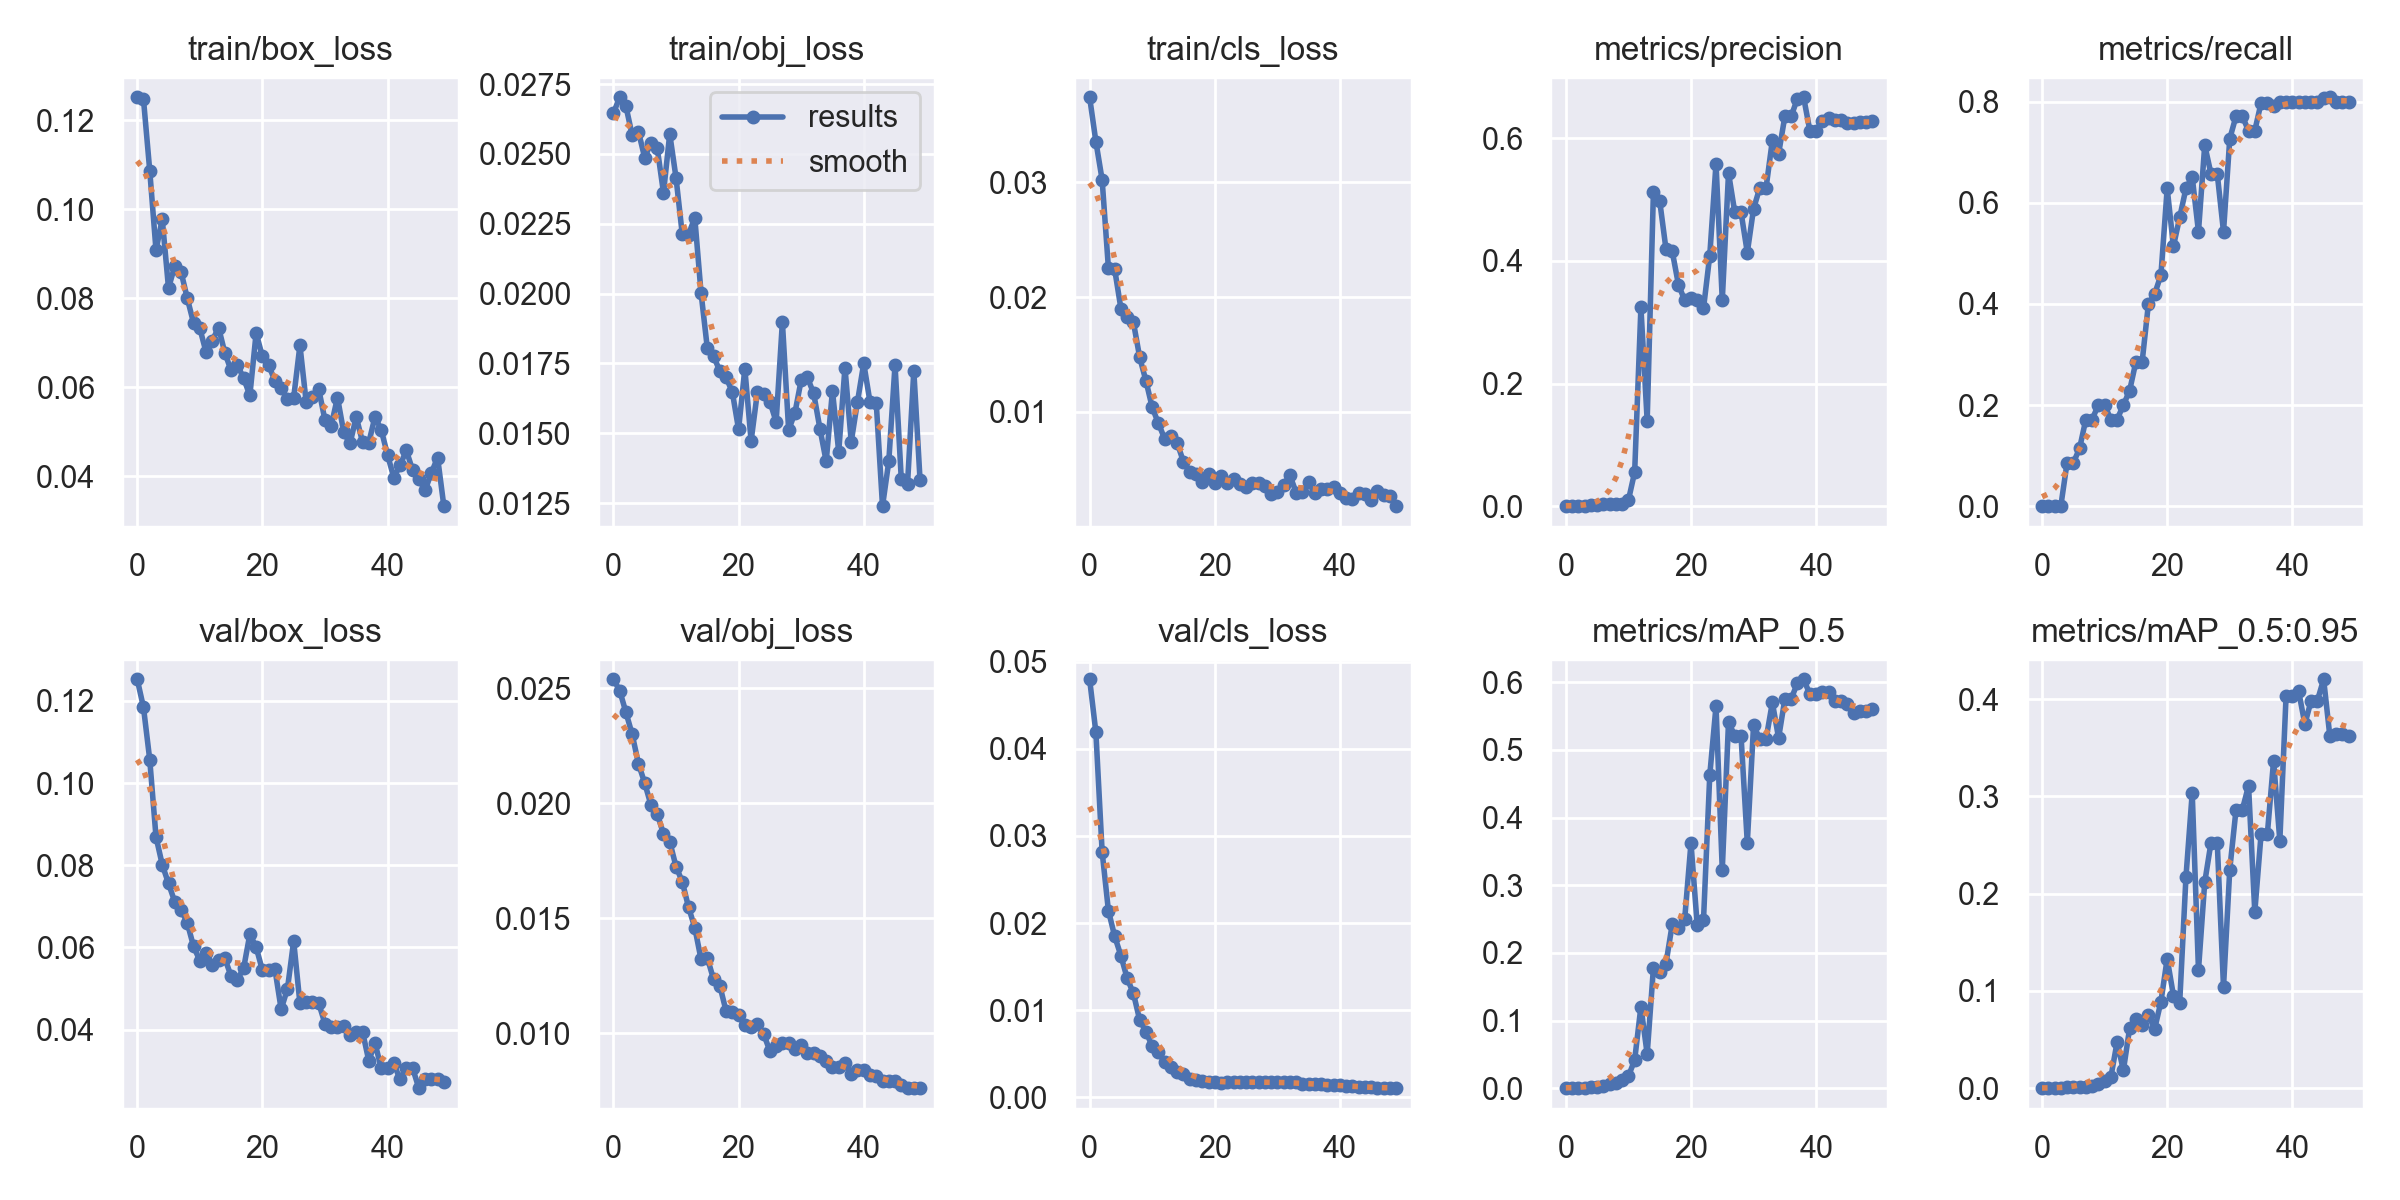 train/box_loss
0.12
0.10
0.08
0.06
0.04
0 20 40
train/obj_loss
results
smooth
0.0275
0.0250
0.0225
0.0200
0.0175
0.0150
0.0125
0 20 40
train/cls_loss
0.03
0.02
0.01
0 20 40
metrics/precision
0.6
0.4
0.2
0.0
0 20 40
metrics/recall
0.8
0.6
0.4
0.2
0.0
0 20 40
val/box_loss
0.12
0.10
0.08
0.06
0.04
0 20 40
val/obj_loss
0.025
0.020
0.015
0.010
0 20 40
val/cls_loss
0.05
0.04
0.03
0.02
0.01
0.00
0 20 40
metrics/mAP_0.5
0.6
0.5
0.4
0.3
0.2
0.1
0.0
0 20 40
metrics/mAP_0.5:0.95
0.4
0.3
0.2
0.1
0.0
0 20 40